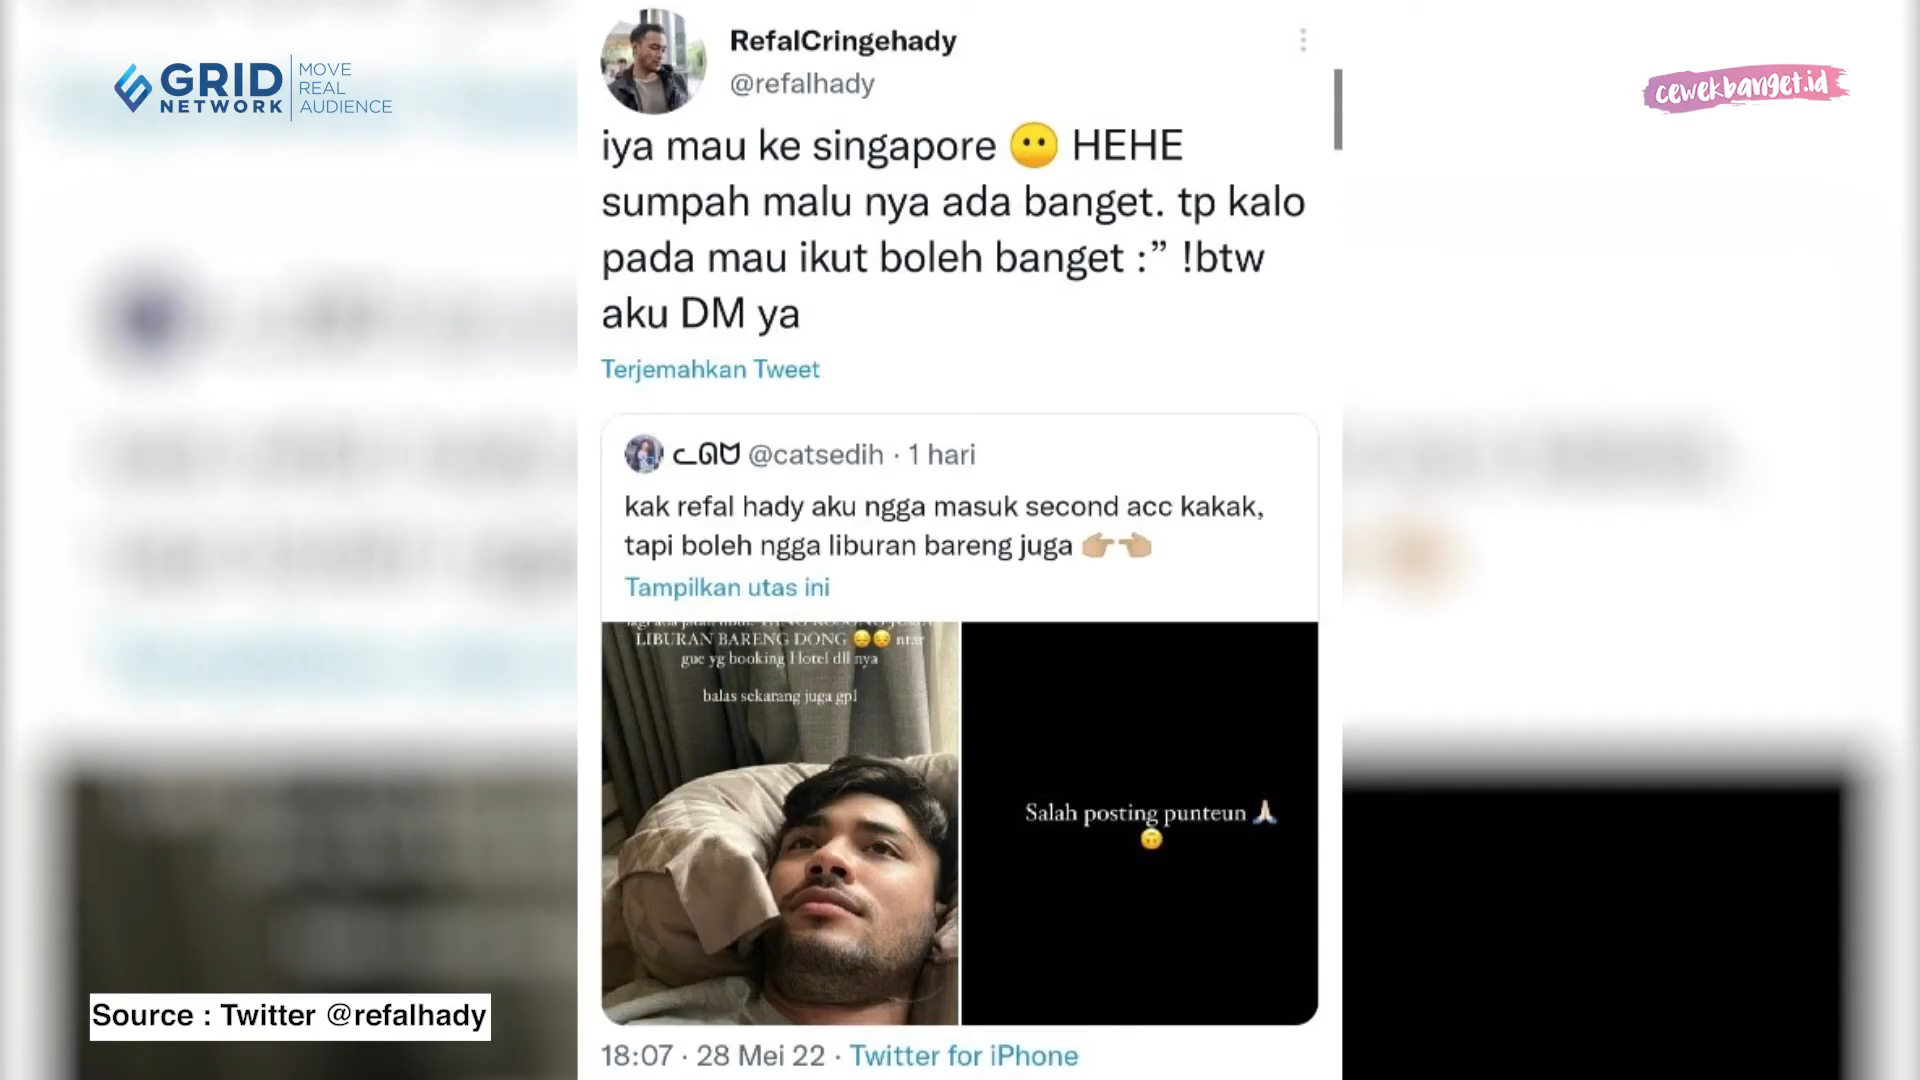 GRID
NETWORK
MOVE
REAL
AUDIENCE
cewekbanget.id
RefalCringehady
@refalhady
iya mau ke singapore 😶 HEHE
sumpah malu nya ada banget. tp kalo
pada mau ikut boleh banget :” !btw
aku DM ya
Terjemahkan Tweet
@catsedih · 1 hari
kak refal hady aku ngga masuk second acc kakak,
tapi boleh ngga liburan bareng juga 👉🏼👈🏼
Tampilkan utas ini
LIBURAN BARENG DONG 😔😔 ntar
gue yg booking Hotel dll nya
balas sekarang juga gpl
Salah posting punteun 🙏🏻
🙃
18:07 · 28 Mei 22 · Twitter for iPhone
Source : Twitter @refalhady